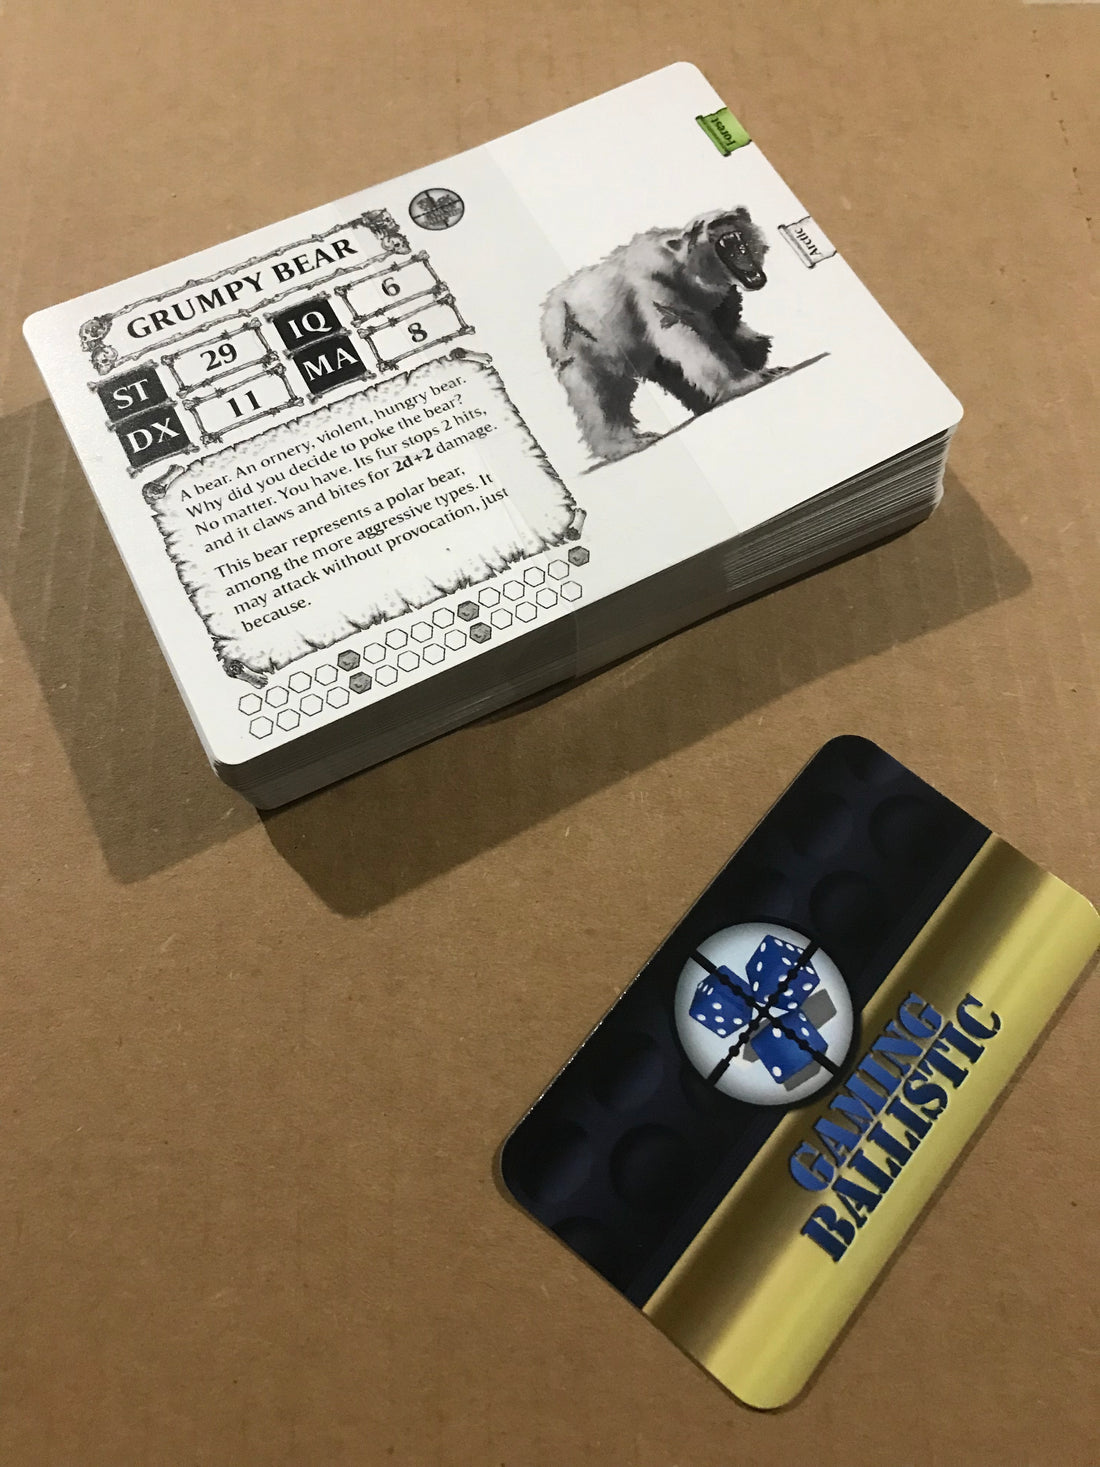 GRUMPY BEAR
ST 29 IQ 6
DX 11 MA 8
A bear. An ornery, violent, hungry bear.
Why did you decide to poke the bear?
No matter. You have. Its fur stops 2 hits,
and it claws and bites for 2d+2 damage.
This bear represents a polar bear,
among the more aggressive types. It
may attack without provocation, just
because.
Forest
Arctic
GAMING
BALLISTIC